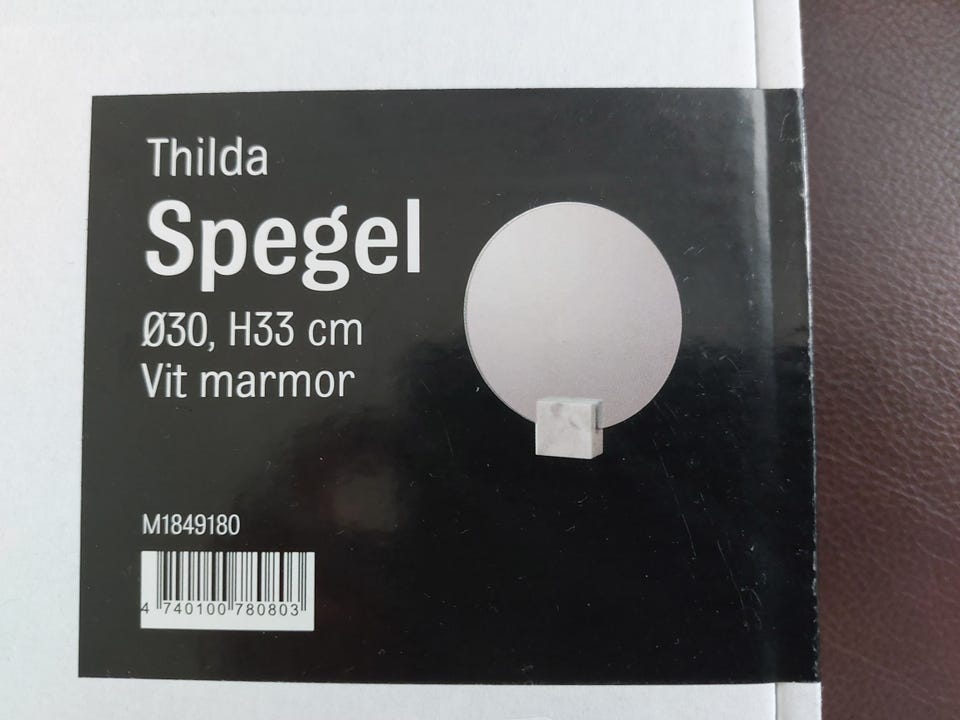 Thilda
Spegel
Ø30, H33 cm
Vit marmor
M1849180
4 740100 780803